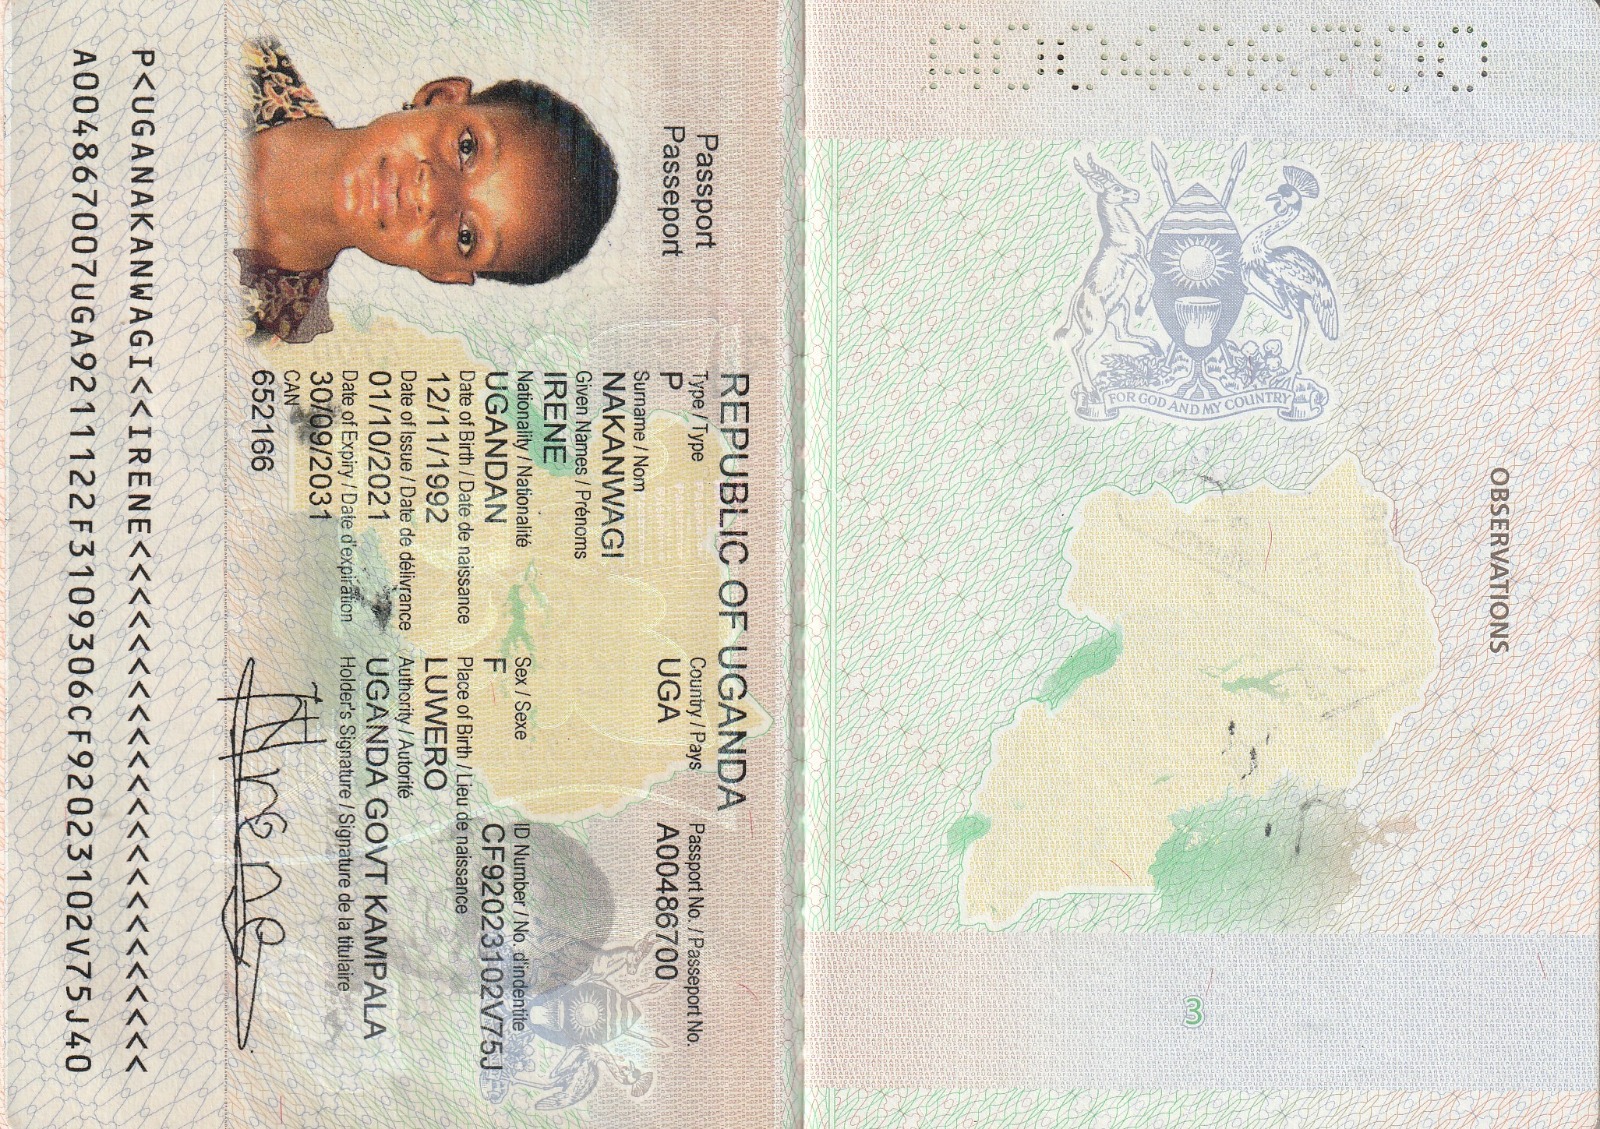 REPUBLIC OF UGANDA
Passport
Passeport
Type / Type
P
Country / Pays
UGA
Passport No. / Passeport No.
A00486700
Surname / Nom
NAKANWAGI
Given Names / Prénoms
IRENE
Nationality / Nationalité
UGANDAN
Sex / Sexe
F
ID Number / No. d'indentite
CF92023102V75J
Date of Birth / Date de naissance
12/11/1992
Place of Birth / Lieu de naissance
LUWERO
Date of Issue / Date de délivrance
01/10/2021
Authority / Autorité
UGANDA GOVT KAMPALA
Date of Expiry / Date d'expiration
30/09/2031
Holder's Signature / Signature de la titulaire
CAN
652166
Irene
P<UGANAKANWAGI<<IRENE<<<<<<<<<<<<<<<<<<<<<<<
A004867007UGA9211122F3109306CF92023102V75J40
OBSERVATIONS
FOR GOD AND MY COUNTRY
A00486700
3